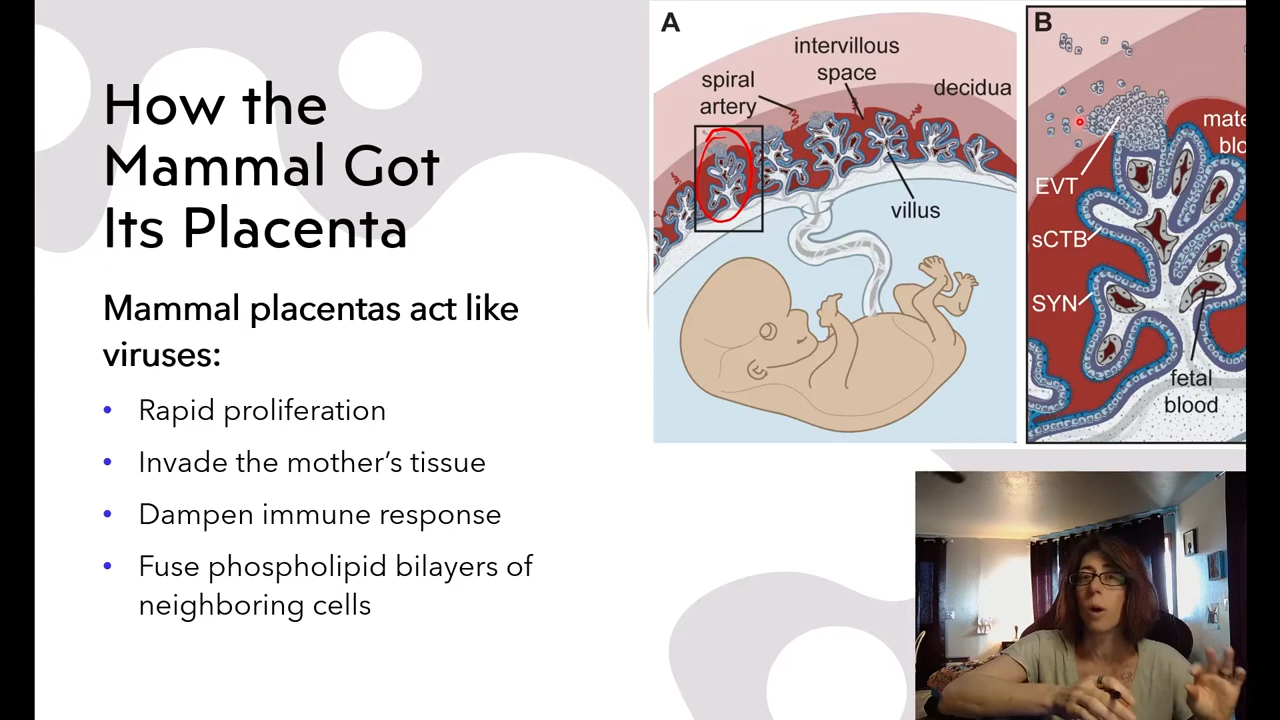 How the
Mammal Got
Its Placenta
Mammal placentas act like
viruses:
• Rapid proliferation
• Invade the mother’s tissue
• Dampen immune response
• Fuse phospholipid bilayers of
neighboring cells
A
intervillous
space
spiral
artery
decidua
villus
B
mate
blo
EVT
sCTB
SYN
fetal
blood